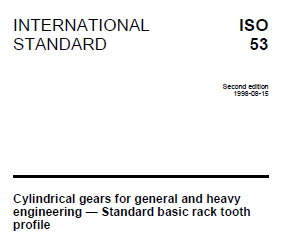 INTERNATIONAL STANDARD
ISO 53
Second edition
1998-08-15
Cylindrical gears for general and heavy
engineering — Standard basic rack tooth
profile